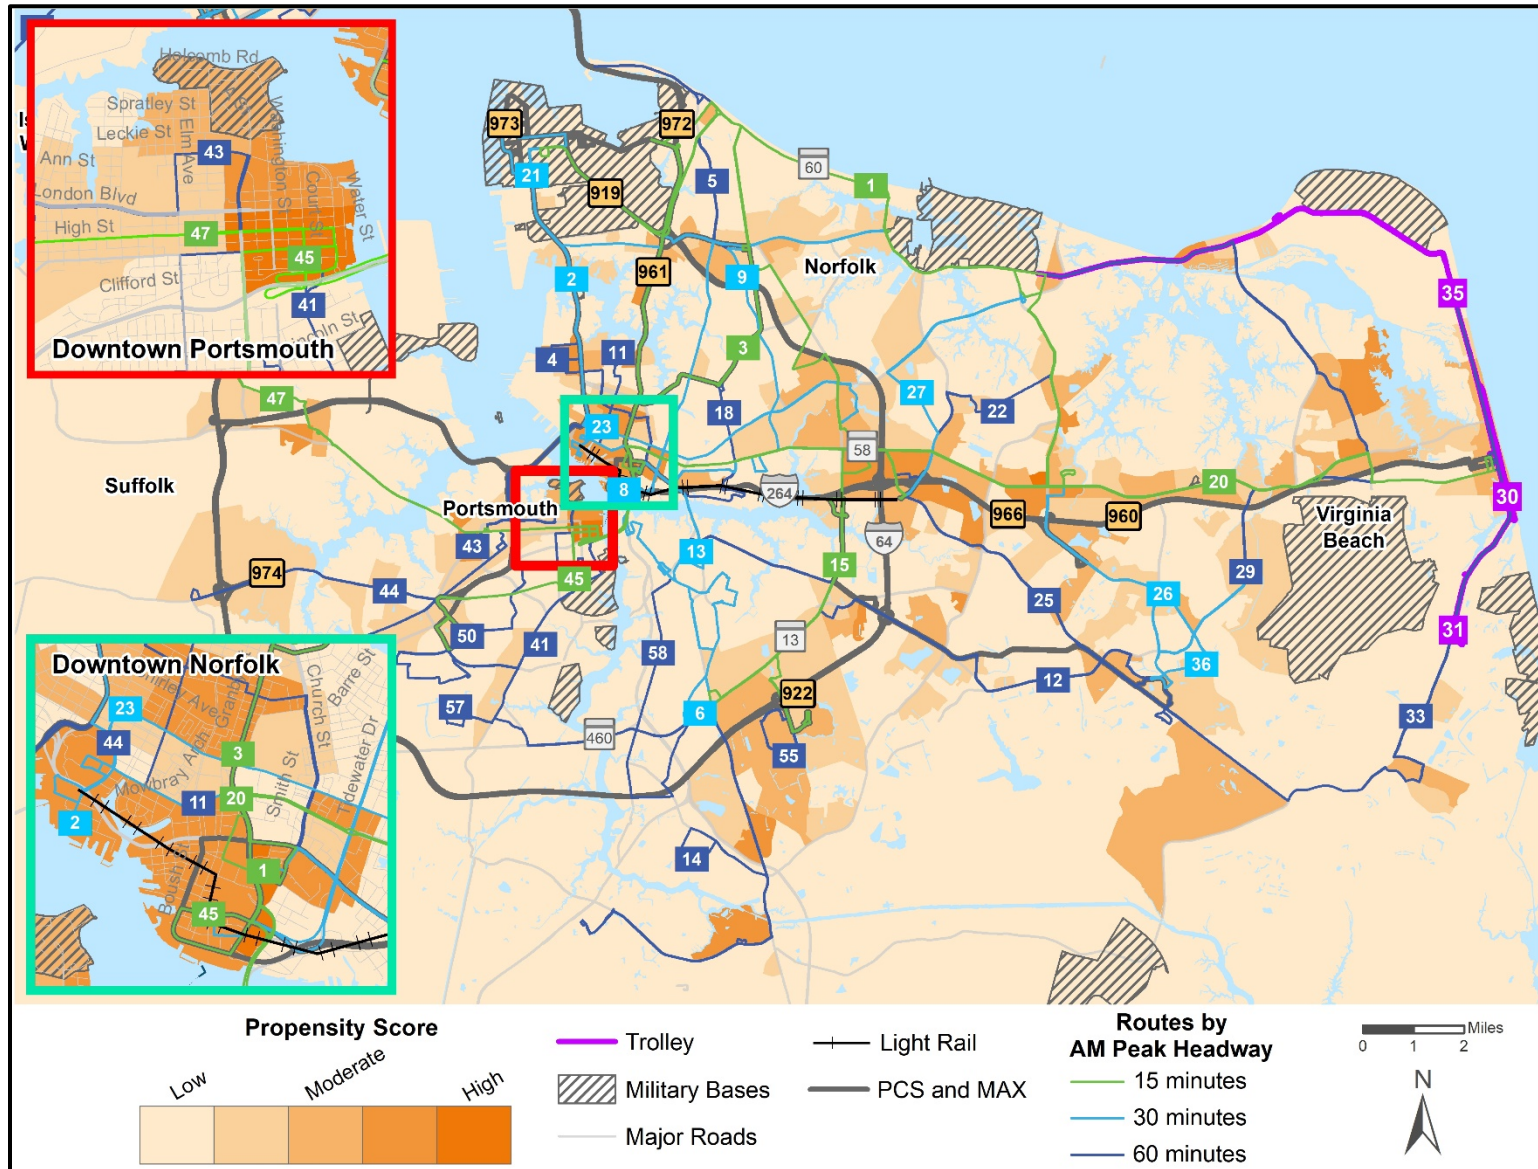 Holcomb Rd
Spratley St
Leckie St
Elm Ave
Washington St
43
Ann St
London Blvd
Court St
Water St
High St
47
45
Clifford St
41
Lincoln St
Downtown Portsmouth
973
972
21
919
5
60
1
961
2
9
Norfolk
35
4
11
3
27
22
18
47
23
58
8
264
20
Suffolk
Portsmouth
966
960
30
Virginia
Beach
43
13
64
15
974
44
45
25
26
29
31
50
41
58
13
36
12
57
6
922
33
460
55
14
Downtown Norfolk
Church St
Barre St
23
44
Mowbray Arch
3
Smith St
Tidewater Dr
11
20
2
1
45
Propensity Score
Low
Moderate
High
Trolley
Light Rail
Military Bases
PCS and MAX
Major Roads
Routes by
AM Peak Headway
15 minutes
30 minutes
60 minutes
Miles
0 1 2
N